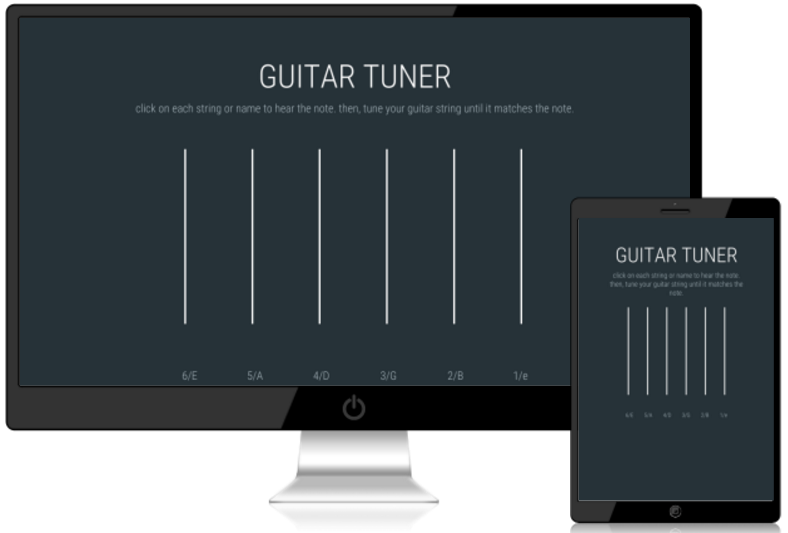 GUITAR TUNER
click on each string or name to hear the note. then, tune your guitar string until it matches the note.
6/E 5/A 4/D 3/G 2/B 1/e
GUITAR TUNER
click on each string or name to hear the note.
then, tune your guitar string until it matches the
note.
6/E 5/A 4/D 3/G 2/B 1/e